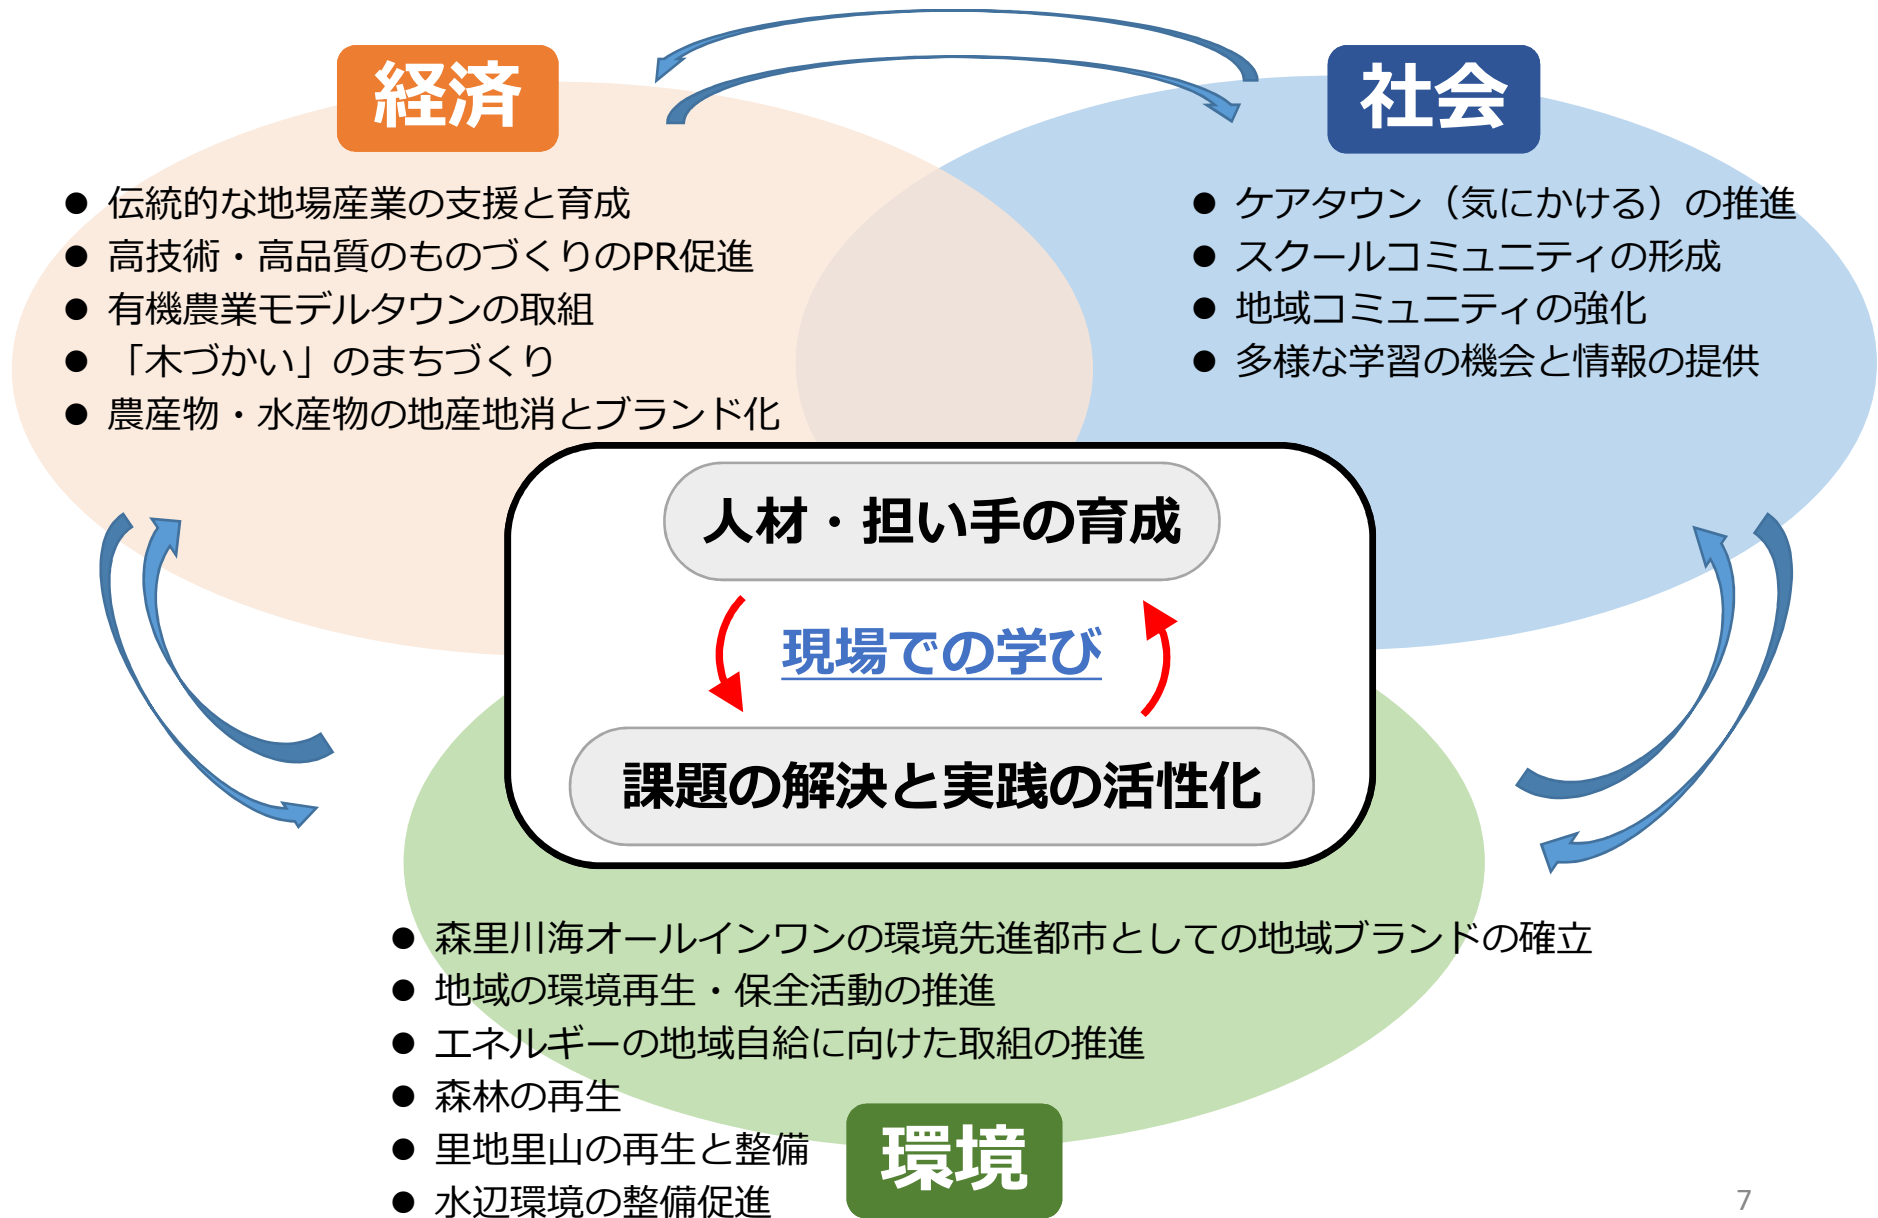 経済
社会
● 伝統的な地場産業の支援と育成
● 高技術・高品質のものづくりのPR促進
● 有機農業モデルタウンの取組
● 「木づかい」のまちづくり
● 農産物・水産物の地産地消とブランド化
● ケアタウン（気にかける）の推進
● スクールコミュニティの形成
● 地域コミュニティの強化
● 多様な学習の機会と情報の提供
人材・担い手の育成
現場での学び
課題の解決と実践の活性化
● 森里川海オールインワンの環境先進都市としての地域ブランドの確立
● 地域の環境再生・保全活動の推進
● エネルギーの地域自給に向けた取組の推進
● 森林の再生
● 里地里山の再生と整備
● 水辺環境の整備促進
環境
7